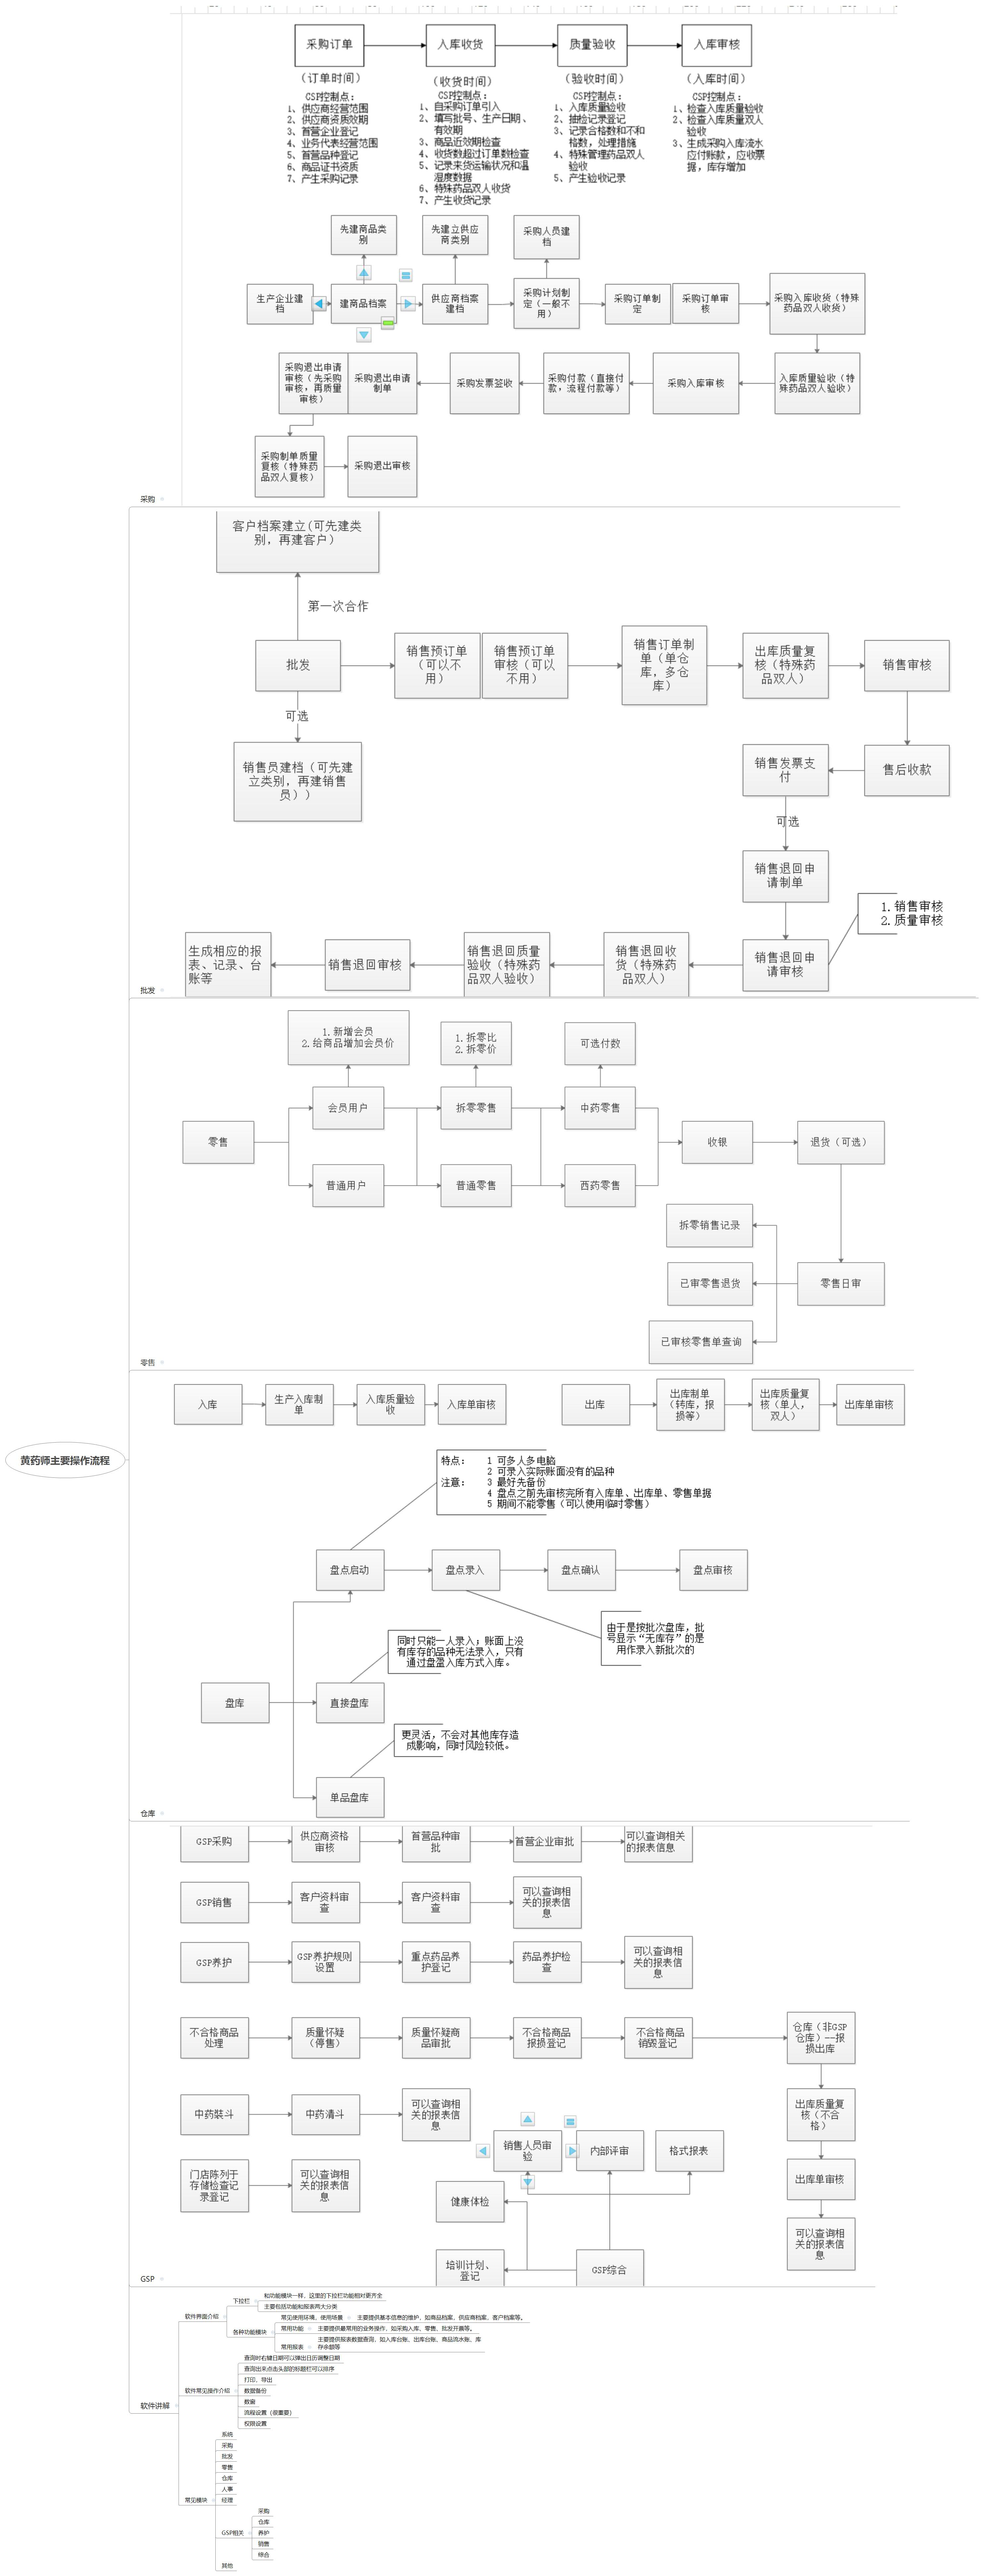 采购订单
入库收货
质量验收
入库审核
（订单时间）
（收货时间）
（验收时间）
（入库时间）
GSP控制点：
1、供应商经营范围
2、供应商资质效期
3、首营企业登记
4、业务代表经营范围
5、首营品种登记
6、商品证书资质
7、产生采购记录
GSP控制点：
1、自采购订单引入
2、填写批号、生产日期、
有效期
3、商品近效期检查
4、收货数超过订单数检查
5、记录来货运输状况和温
湿度数据
6、特殊药品双人收货
7、产生收货记录
GSP控制点：
1、入库质量验收
2、抽检记录登记
3、记录合格数和不和
格数，处理措施
4、特殊管理药品双人
验收
5、产生验收记录
GSP控制点：
1、检查入库质量验收
2、检查入库质量双人
验收
3、生成采购入库流水
应付账款，应收票
据，库存增加
先建商品类
别
先建立供应
商类别
采购人员建
档
生产企业建
档
建商品档案
供应商档案
建档
采购计划制
定（一般不
用）
采购订单制
定
采购订单审
核
采购入库收货（特殊
药品双人收货）
采购退出申请
审核（先采购
审核，再质量
审核）
采购退出申请
制单
采购发票签收
采购付款（直接付
款，流程付款等）
采购入库审核
入库质量验收（特
殊药品双人验收）
采购制单质量
复核（特殊药
品双人复核）
采购退出审核
采购
客户档案建立(可先建类
别，再建客户）
第一次合作
批发
销售预订单
（可以不
用）
销售预订单
审核（可以
不用）
销售订单制
单（单仓
库，多仓
库）
出库质量复
核（特殊药
品双人）
销售审核
可选
销售员建档（可先建
立类别，再建销售
员））
销售发票支
付
售后收款
可选
销售退回申
请制单
1.销售审核
2.质量审核
生成相应的报
表、记录、台
账等
销售退回审核
销售退回质量
验收（特殊药
品双人验收）
销售退回收
货（特殊药
品双人）
销售退回申
请审核
批发
1.新增会员
2.给商品增加会员价
1.拆零比
2.拆零价
可选付数
会员用户
拆零零售
中药零售
零售
收银
退货（可选）
普通用户
普通零售
西药零售
拆零销售记录
已审零售退货
零售日审
已审核零售单查询
零售
入库
生产入库制
单
入库质量验
收
入库单审核
出库
出库制单
（转库，报
损等）
出库质量复
核（单人，
双人）
出库单审核
黄药师主要操作流程
特点： 1 可多人多电脑
2 可录入实际账面没有的品种
注意： 3 最好先备份
4 盘点之前先审核完所有入库单、出库单、零售单据
5 期间不能零售（可以使用临时零售）
盘点启动
盘点录入
盘点确认
盘点审核
由于是按批次盘库，批
号显示“无库存”的是
用作录入新批次的
同时只能一人录入；账面上没
有库存的品种无法录入，只有
通过盘盈入库方式入库。
盘库
直接盘库
更灵活，不会对其他库存造
成影响，同时风险较低。
单品盘库
仓库
GSP采购
供应商资格
审核
首营品种审
批
首营企业审批
可以查询相关
的报表信息
GSP销售
客户资料审
查
客户资料审
查
可以查询相
关的报表信
息
GSP养护
GSP养护规则
设置
重点药品养
护登记
药品养护检
查
可以查询相
关的报表信
息
不合格商品
处理
质量怀疑
（停售）
质量怀疑商
品审批
不合格商品
报损登记
不合格商品
销毁登记
仓库（非GSP
仓库）--报
损出库
中药装斗
中药清斗
可以查询相
关的报表信
息
出库质量复
核（不合
格）
销售人员审
验
内部评审
格式报表
门店陈列于
存储检查记
录登记
可以查询相
关的报表信
息
出库单审核
健康体检
可以查询相
关的报表信
息
培训计划、
登记
GSP综合
GSP
软件讲解
软件界面介绍
下拉栏
和功能模块一样，这里的下拉栏功能相对更齐全
主要包括功能和报表两大分类
各种功能模块
常见使用环境、使用场景
主要提供基本信息的维护，如商品档案、供应商档案、客户档案等。
常用功能
主要提供最常用的业务操作，如采购入库、零售、批发开票等。
常用报表
主要提供报表数据查询，如入库台账、出库台账、商品流水账、库
存余额等
软件常见操作介绍
查询时右键日期可以弹出日历调整日期
查询出来点击头部的标题栏可以排序
打印、导出
数据备份
数据
流程设置（很重要）
权限设置
常见模块
系统
采购
批发
零售
仓库
人事
经理
GSP相关
采购
仓库
养护
销售
综合
其他